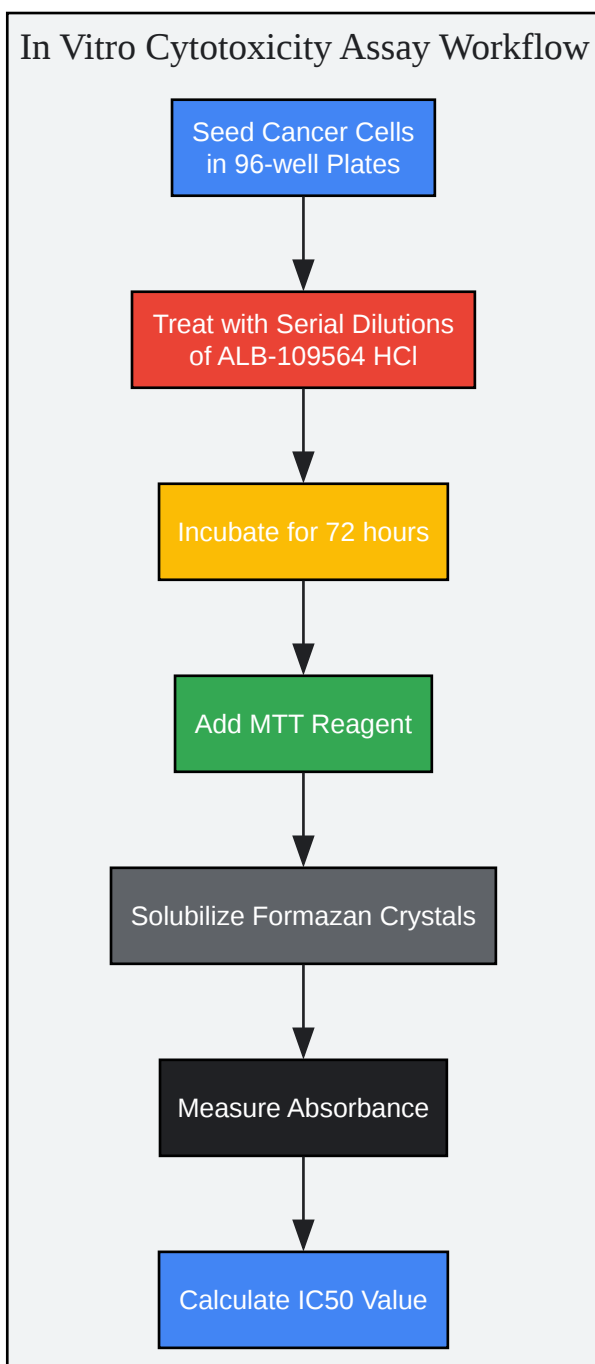 In Vitro Cytotoxicity Assay Workflow
Seed Cancer Cells
in 96-well Plates
Treat with Serial Dilutions
of ALB-109564 HCl
Incubate for 72 hours
Add MTT Reagent
Solubilize Formazan Crystals
Measure Absorbance
Calculate IC50 Value